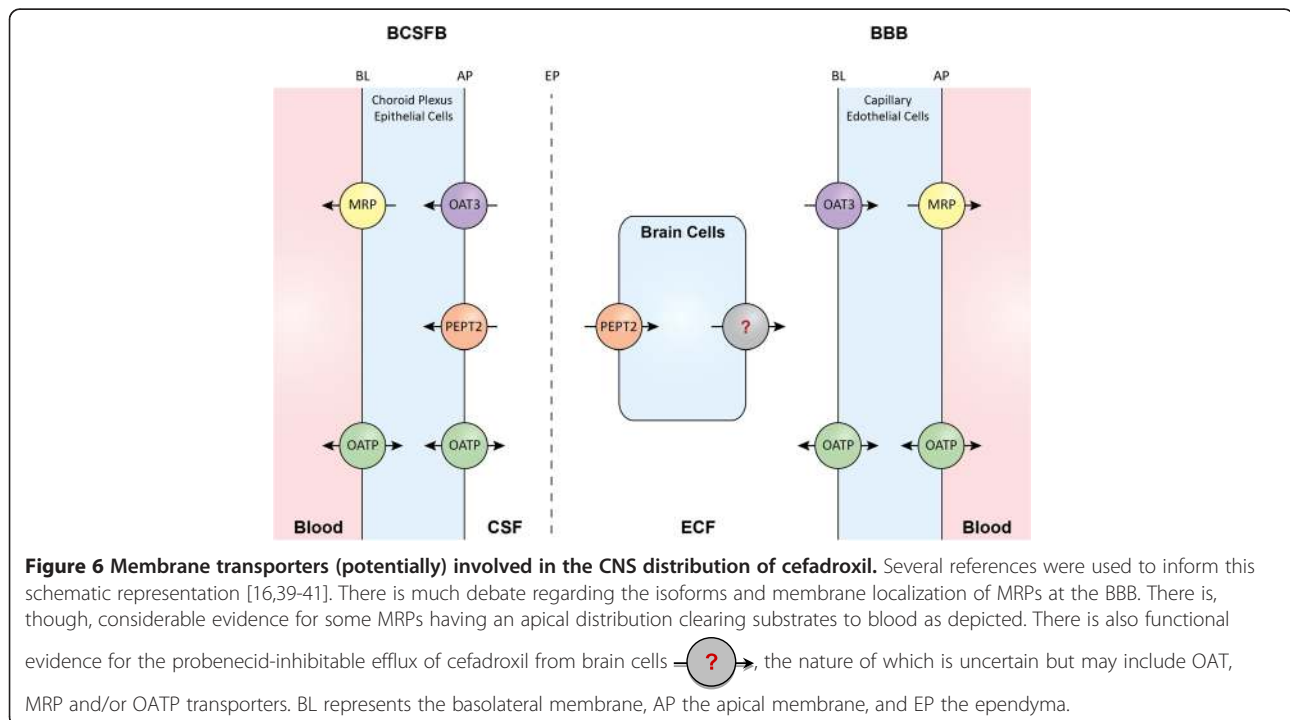 BCSFB BBB
BL AP EP BL AP
Choroid Plexus Capillary
Epithelial Cells Edothelial Cells
MRP OAT3 OAT3 MRP
Brain Cells
PEPT2 PEPT2 ?
OATP OATP OATP OATP
Blood CSF ECF Blood
Figure 6 Membrane transporters (potentially) involved in the CNS distribution of cefadroxil. Several references were used to inform this
schematic representation [16,39-41]. There is much debate regarding the isoforms and membrane localization of MRPs at the BBB. There is,
though, considerable evidence for some MRPs having an apical distribution clearing substrates to blood as depicted. There is also functional
evidence for the probenecid-inhibitable efflux of cefadroxil from brain cells ?, the nature of which is uncertain but may include OAT,
MRP and/or OATP transporters. BL represents the basolateral membrane, AP the apical membrane, and EP the ependyma.